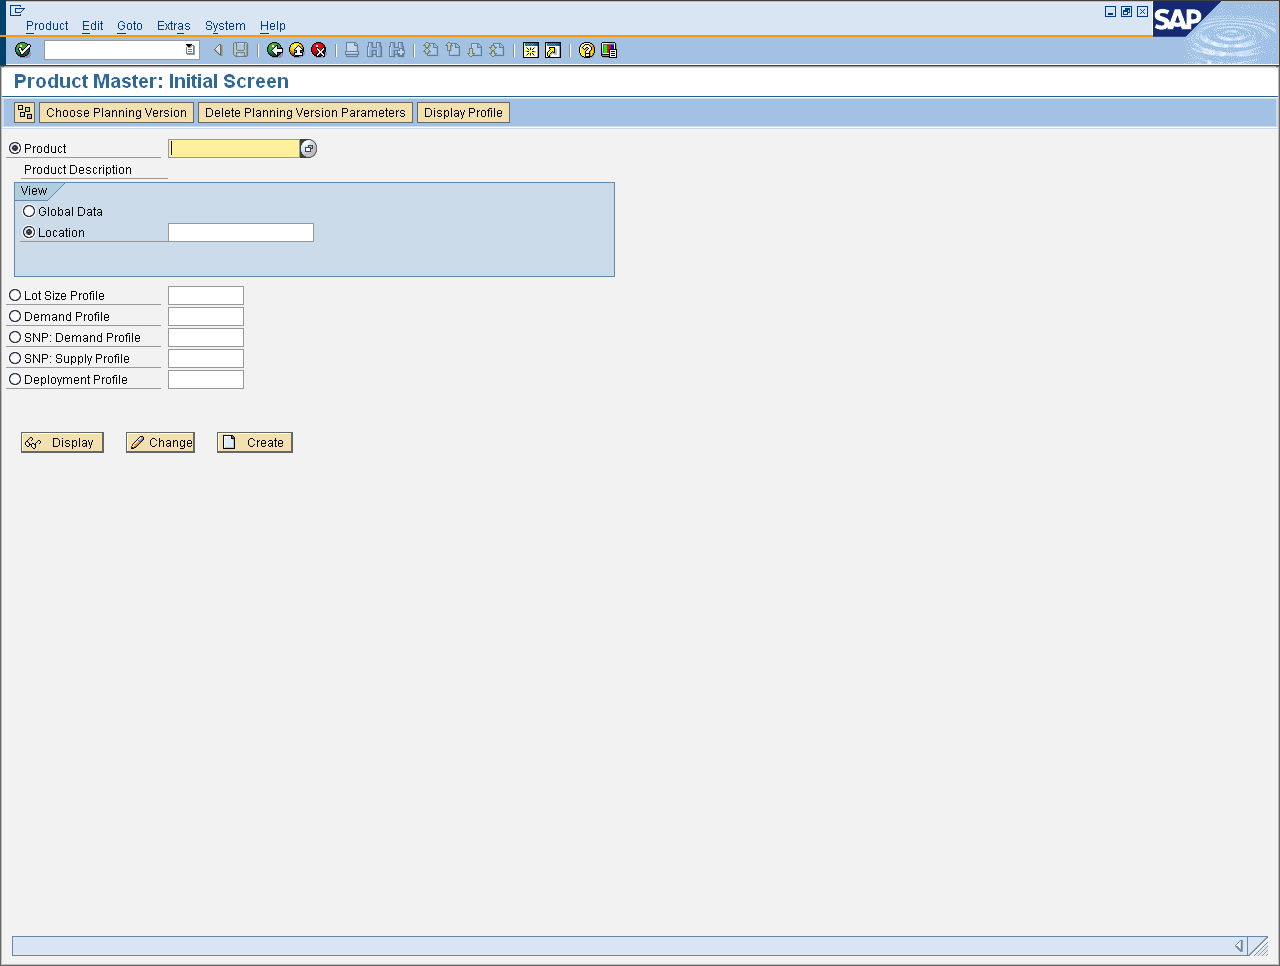 Product Edit Goto Extras System Help
SAP
Product Master: Initial Screen
Choose Planning Version Delete Planning Version Parameters Display Profile
Product
Product Description
View
Global Data
Location
Lot Size Profile
Demand Profile
SNP: Demand Profile
SNP: Supply Profile
Deployment Profile
Display Change Create